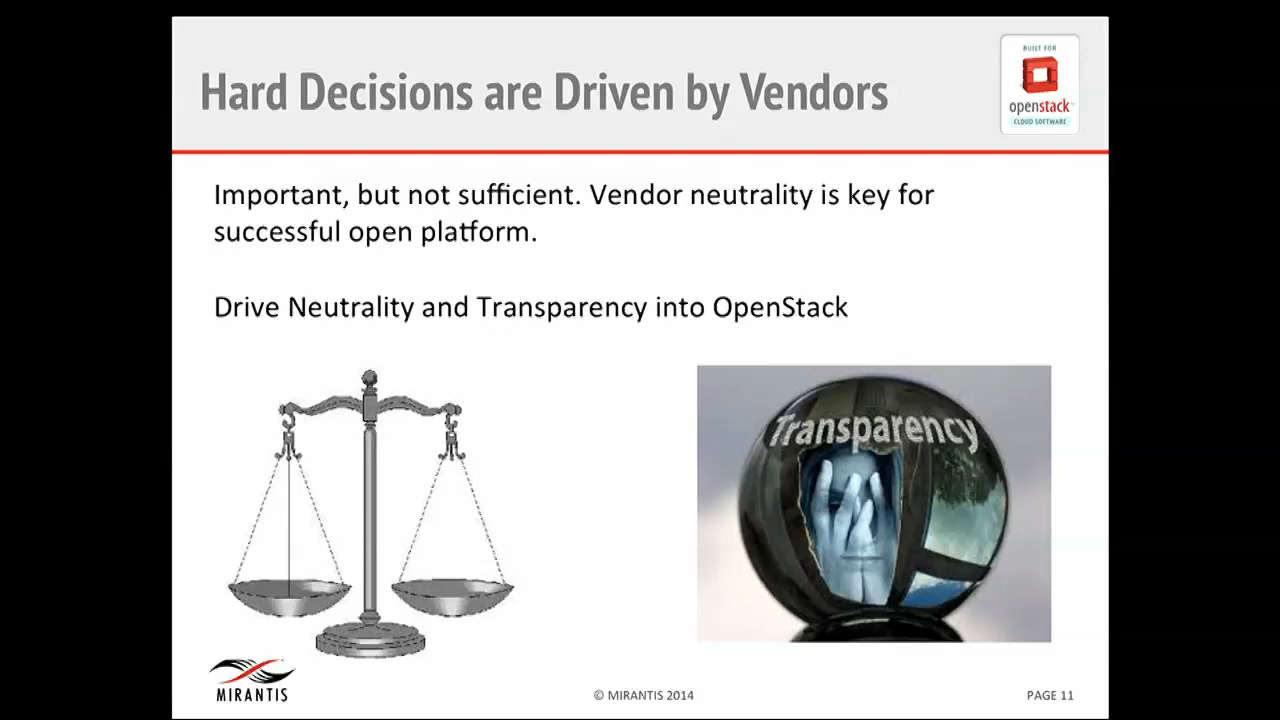 Hard Decisions are Driven by Vendors
BUILT FOR
openstack™
CLOUD SOFTWARE
Important, but not sufficient. Vendor neutrality is key for
successful open platform.
Drive Neutrality and Transparency into OpenStack
Transparency
MIRANTIS
© MIRANTIS 2014
PAGE 11